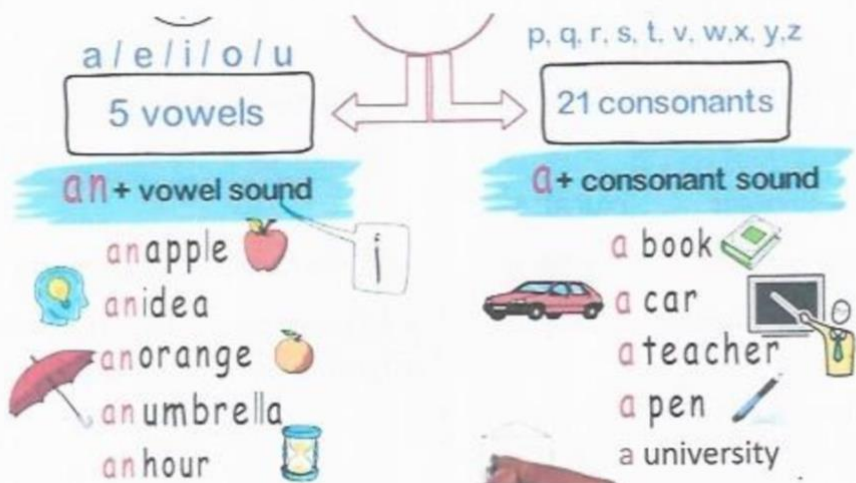 a / e / i / o / u
5 vowels
an + vowel sound
i
an apple
an idea
an orange
an umbrella
an hour
p, q, r, s, t, v, w,x, y,z
21 consonants
a + consonant sound
a book
a car
a teacher
a pen
a university